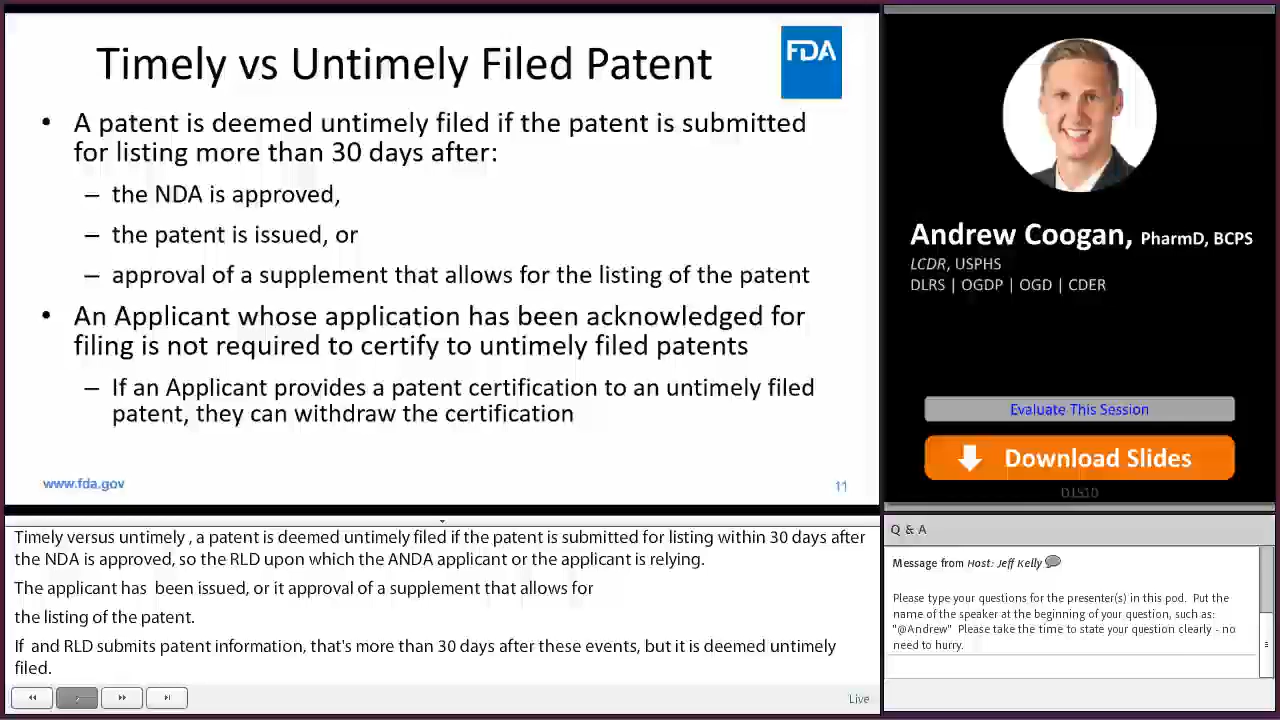 Timely vs Untimely Filed Patent
FDA
• A patent is deemed untimely filed if the patent is submitted
for listing more than 30 days after:
– the NDA is approved,
– the patent is issued, or
– approval of a supplement that allows for the listing of the patent
• An Applicant whose application has been acknowledged for
filing is not required to certify to untimely filed patents
– If an Applicant provides a patent certification to an untimely filed
patent, they can withdraw the certification
www.fda.gov
11
Andrew Coogan, PharmD, BCPS
LCDR, USPHS
DLRS | OGDP | OGD | CDER
Evaluate This Session
Download Slides
Timely versus untimely , a patent is deemed untimely filed if the patent is submitted for listing within 30 days after
the NDA is approved, so the RLD upon which the ANDA applicant or the applicant is relying.
The applicant has  been issued, or it approval of a supplement that allows for
the listing of the patent.
If  and RLD submits patent information, that's more than 30 days after these events, but it is deemed untimely
filed.
Live
Q & A
Message from Host: Jeff Kelly
Please type your questions for the presenter(s) in this pod.  Put the
name of the speaker at the beginning of your question, such as:
"@Andrew"  Please take the time to state your question clearly - no
need to hurry.